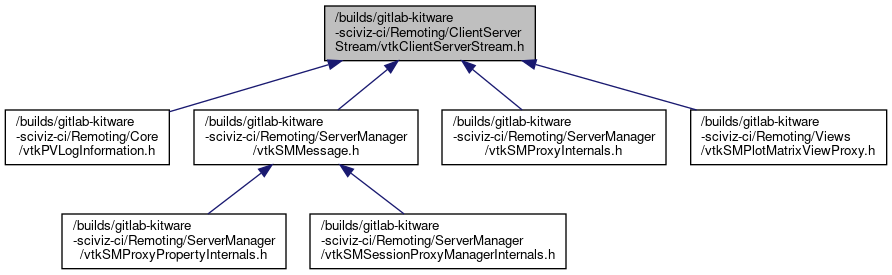 /builds/gitlab-kitware
-sciviz-ci/Remoting/ClientServer
Stream/vtkClientServerStream.h
/builds/gitlab-kitware
-sciviz-ci/Remoting/Core
/vtkPVLogInformation.h
/builds/gitlab-kitware
-sciviz-ci/Remoting/ServerManager
/vtkSMMessage.h
/builds/gitlab-kitware
-sciviz-ci/Remoting/ServerManager
/vtkSMProxyInternals.h
/builds/gitlab-kitware
-sciviz-ci/Remoting/Views
/vtkSMPlotMatrixViewProxy.h
/builds/gitlab-kitware
-sciviz-ci/Remoting/ServerManager
/vtkSMProxyPropertyInternals.h
/builds/gitlab-kitware
-sciviz-ci/Remoting/ServerManager
/vtkSMSessionProxyManagerInternals.h